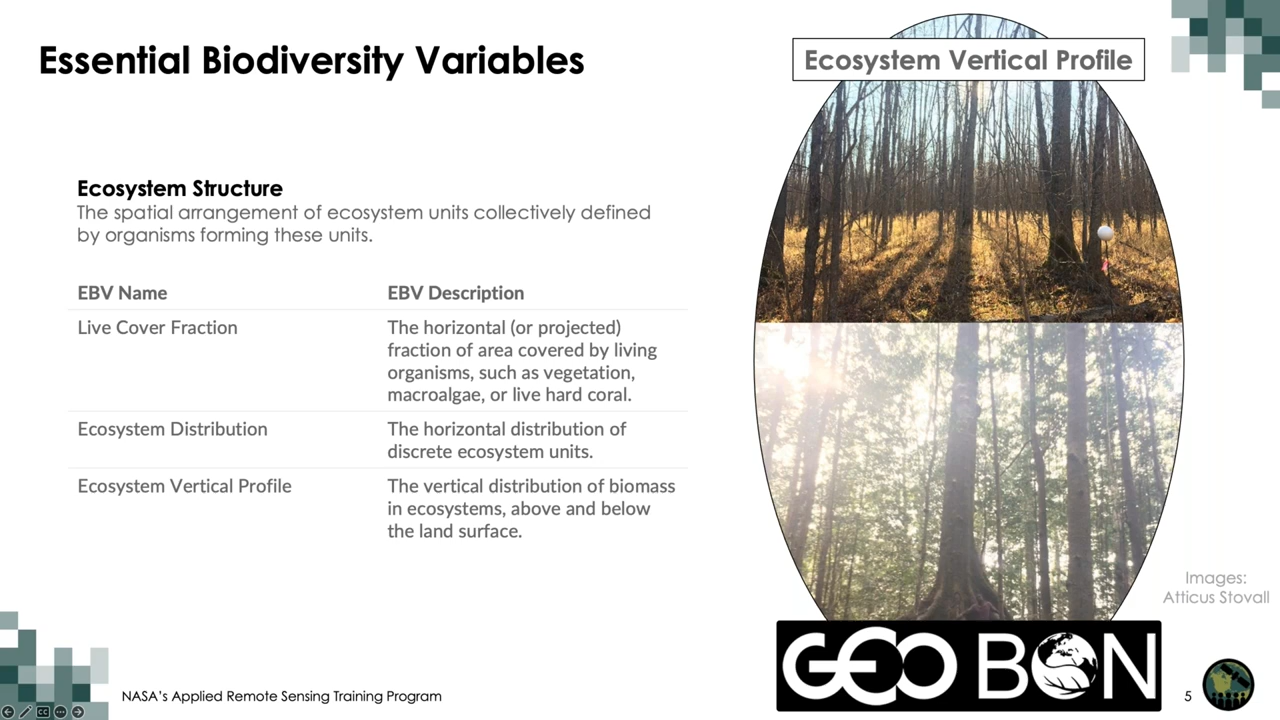 Essential Biodiversity Variables
Ecosystem Vertical Profile
Ecosystem Structure
The spatial arrangement of ecosystem units collectively defined
by organisms forming these units.
EBV Name
EBV Description
Live Cover Fraction
The horizontal (or projected)
fraction of area covered by living
organisms, such as vegetation,
macroalgae, or live hard coral.
Ecosystem Distribution
The horizontal distribution of
discrete ecosystem units.
Ecosystem Vertical Profile
The vertical distribution of biomass
in ecosystems, above and below
the land surface.
Images:
Atticus Stovall
GEO BON
NASA's Applied Remote Sensing Training Program
5
CC